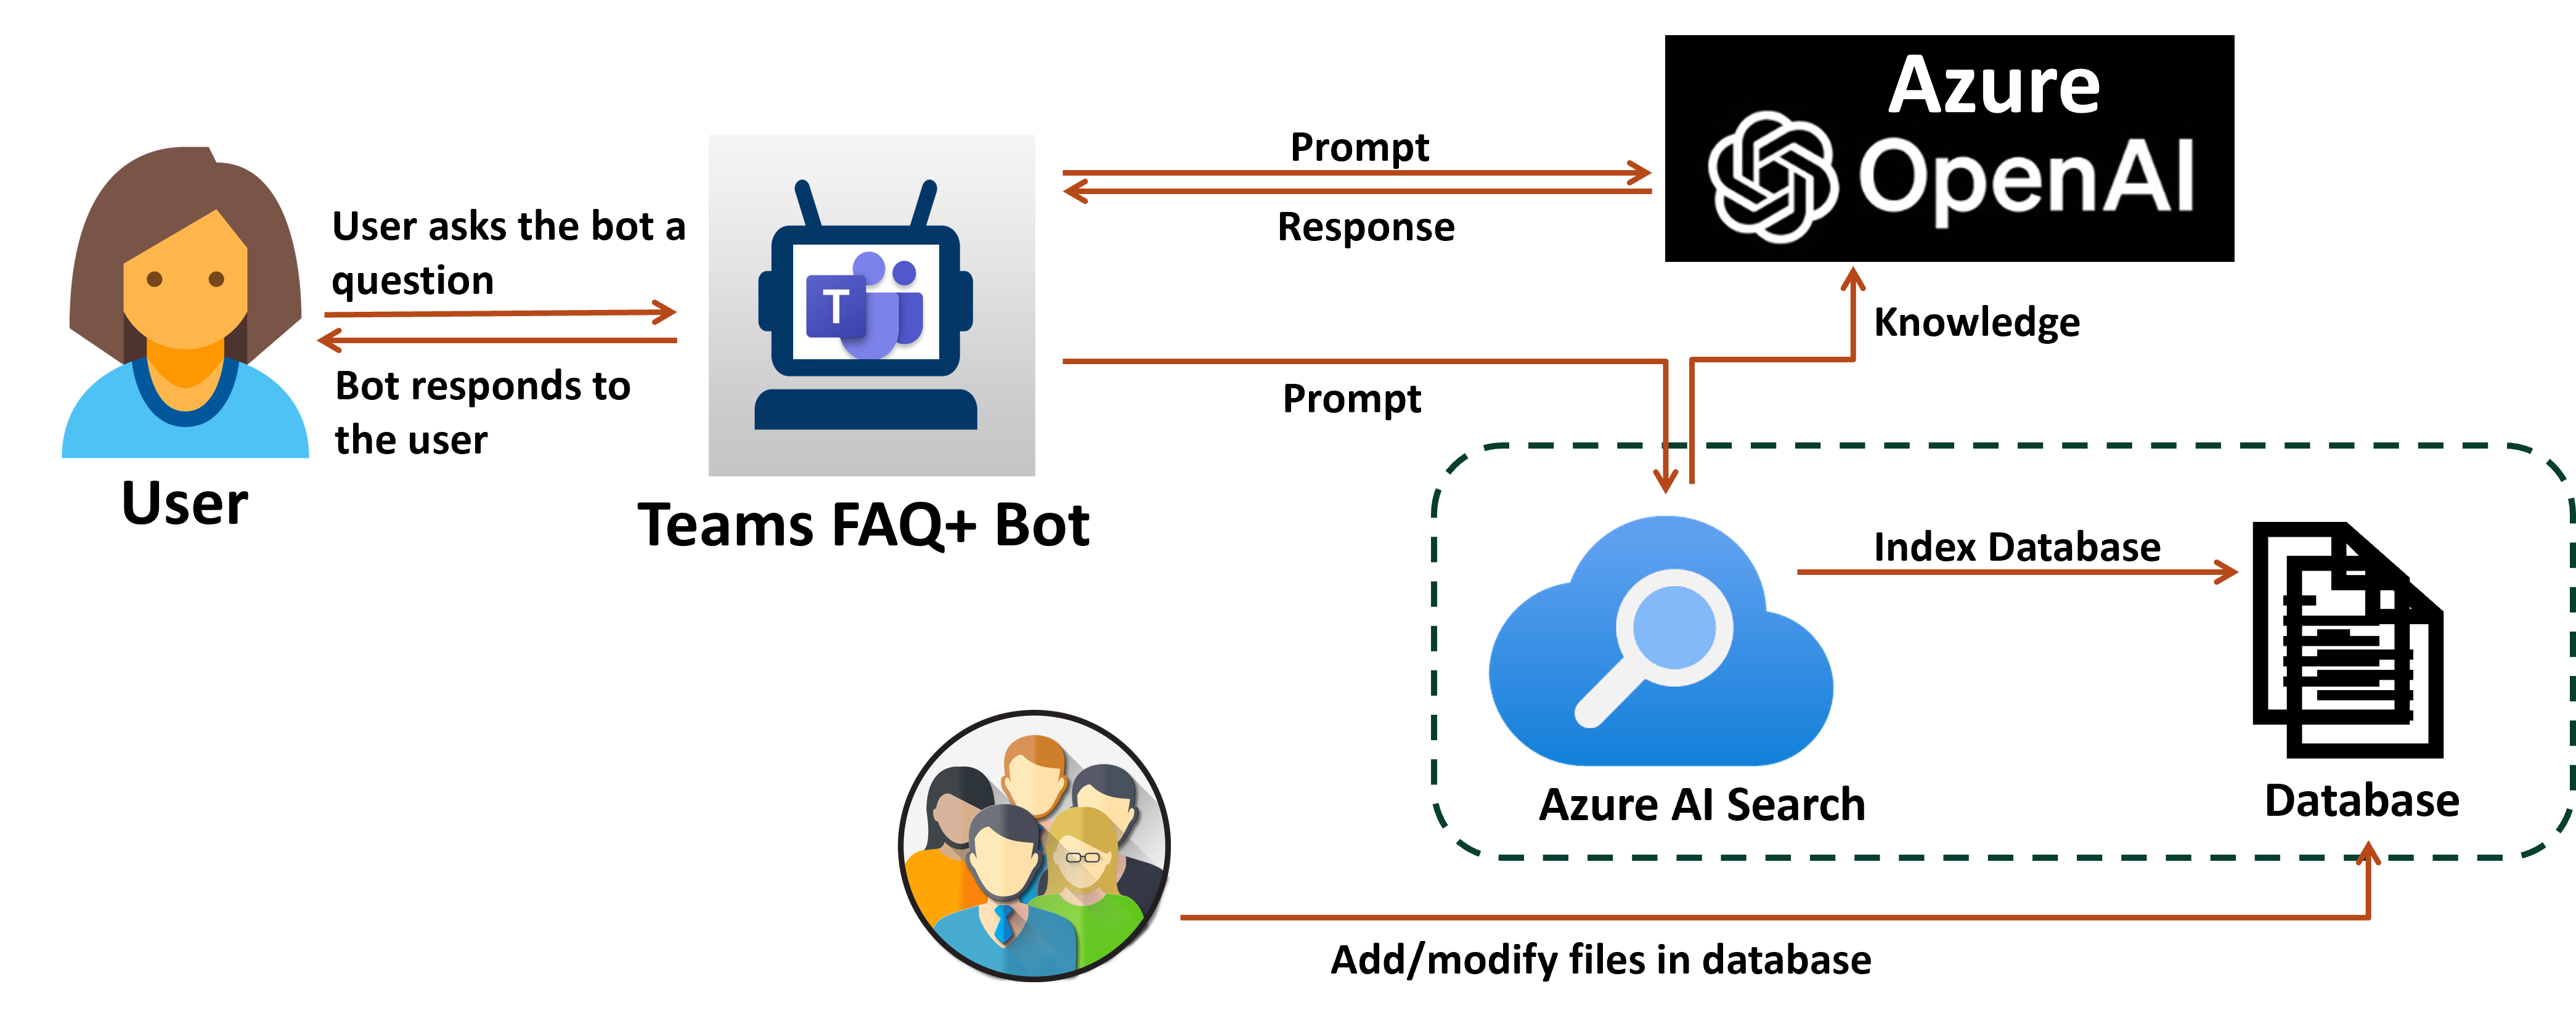 Azure
OpenAI
Prompt
Response
User asks the bot a
question
T
Bot responds to
the user
Knowledge
Prompt
User
Teams FAQ+ Bot
Index Database
Azure AI Search
Database
Add/modify files in database